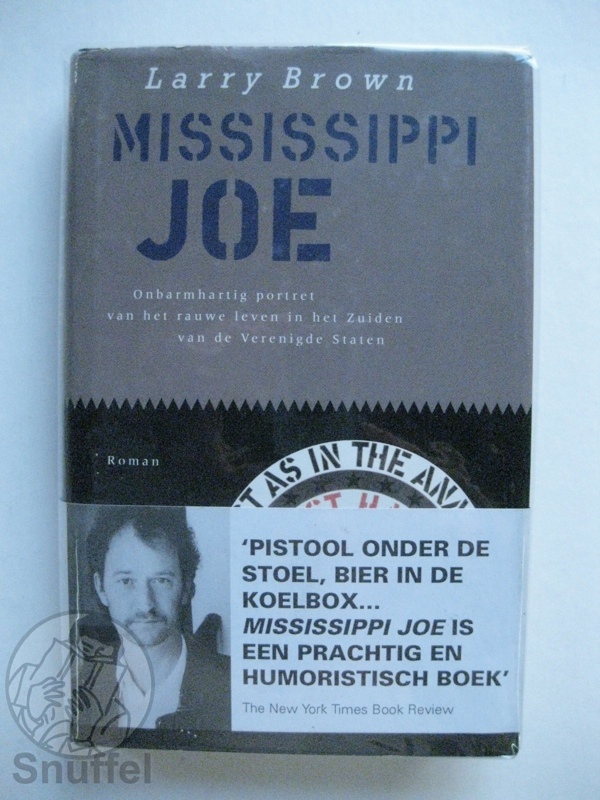 Larry Brown
MISSISSIPPI
JOE
Onbarmhartig portret
van het rauwe leven in het Zuiden
van de Verenigde Staten
Roman
AS IN THE
'PISTOOL ONDER DE
STOEL, BIER IN DE
KOELBOX...
MISSISSIPPI JOE IS
EEN PRACHTIG EN
HUMORISTISCH BOEK'
The New York Times Book Review
Snuffel